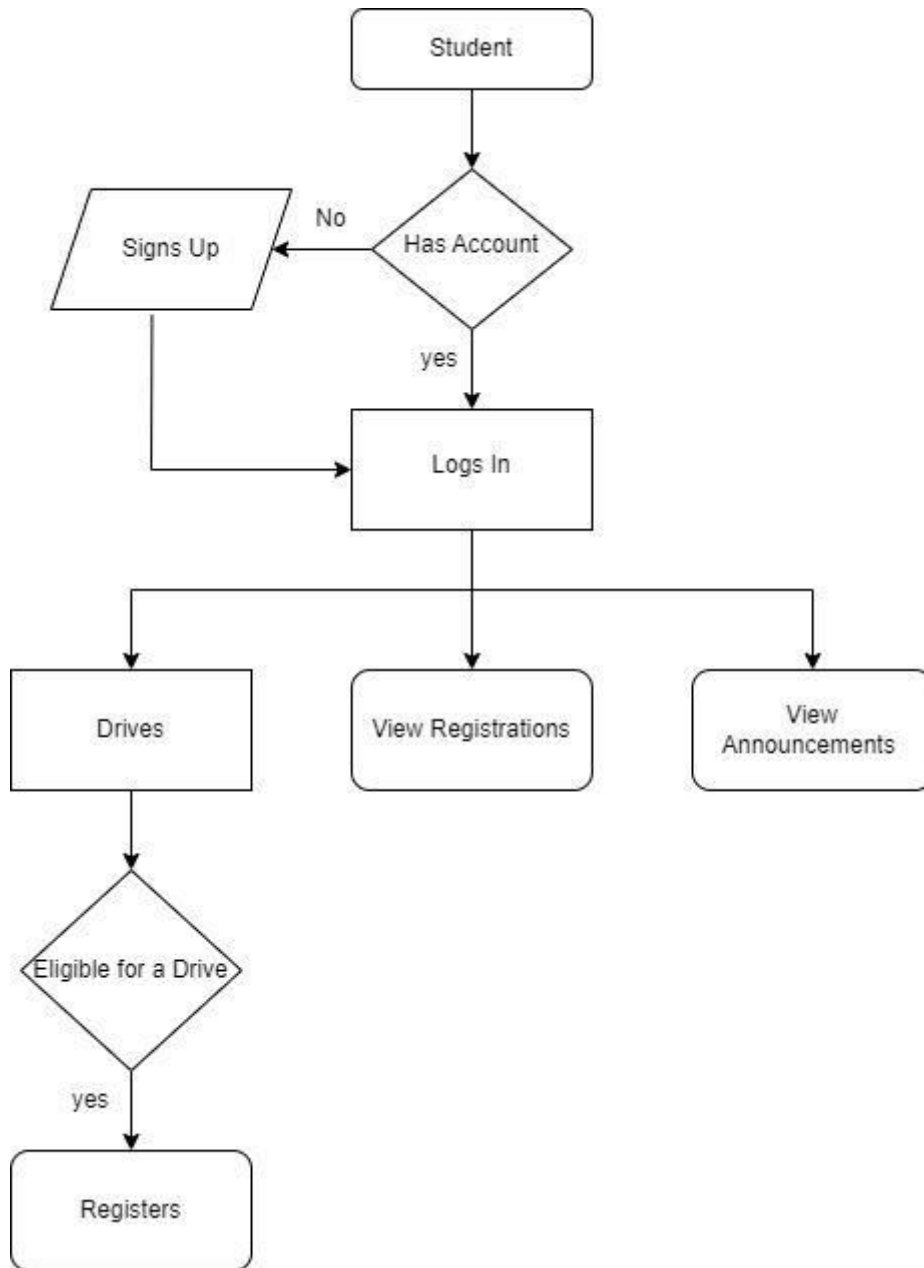 Student
No
Signs Up
Has Account
yes
Logs In
Drives
View Registrations
View
Announcements
Eligible for a Drive
yes
Registers